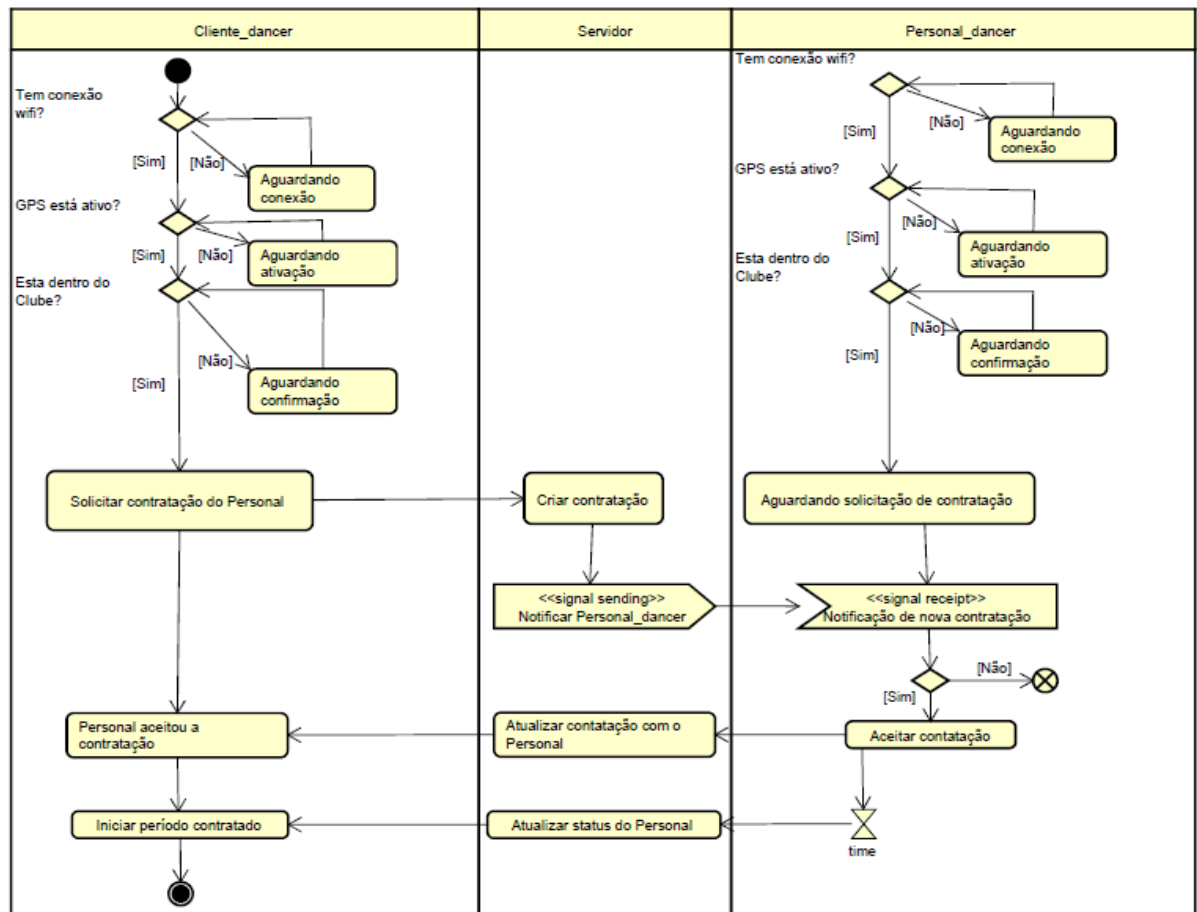 Cliente_dancer
Servidor
Personal_dancer
Tem conexão
wifi?
[Sim]
[Não]
Aguardando
conexão
GPS está ativo?
[Sim]
[Não]
Aguardando
ativação
Esta dentro do
Clube?
[Não]
Aguardando
confirmação
[Sim]
Solicitar contratação do Personal
Personal aceitou a
contratação
Iniciar período contratado
Criar contratação
<<signal sending>>
Notificar Personal_dancer
Atualizar contatação com o
Personal
Atualizar status do Personal
Tem conexão wifi?
[Sim]
[Não]
Aguardando
conexão
GPS está ativo?
[Sim]
[Não]
Aguardando
ativação
Esta dentro do
Clube?
[Não]
Aguardando
confirmação
[Sim]
Aguardando solicitação de contratação
<<signal receipt>>
Notificação de nova contratação
[Não]
[Sim]
Aceitar contatação
time